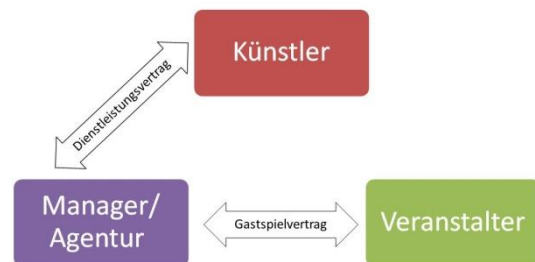 Künstler
Dienstleistungsvertrag
Manager/
Agentur
Gastspielvertrag
Veranstalter